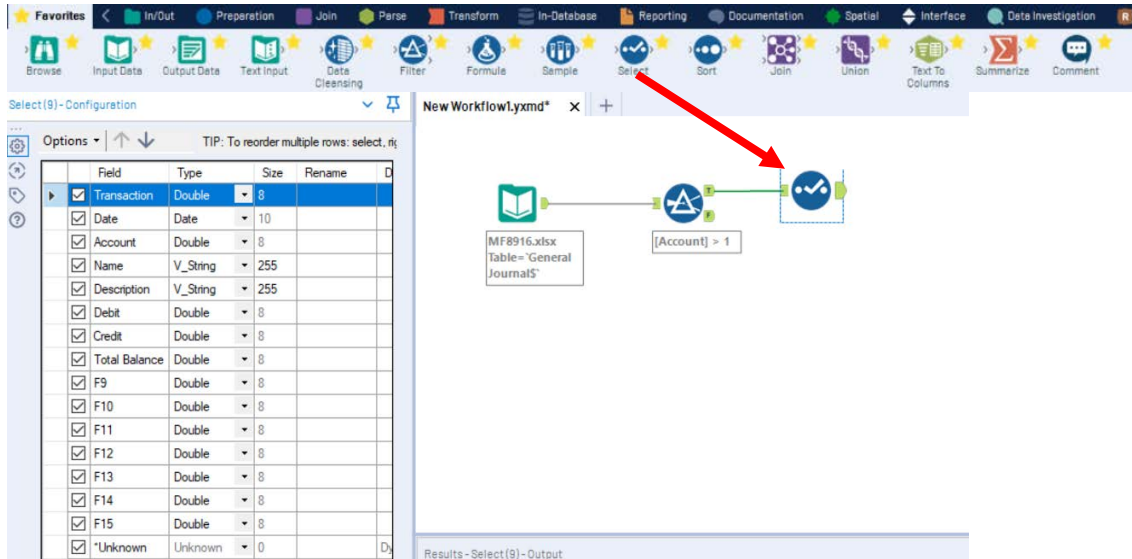 Favorites In/Out Preparation Join Parse Transform In-Database Reporting Documentation Spatial Interface Data Investigation R
Browse Input Data Output Data Text Input Data Cleansing Filter Formula Sample Select Sort Join Union Text To Columns Summarize Comment
Select (9) - Configuration
New Workflow1.yxmd*
Options TIP: To reorder multiple rows: select, rig
Field Type Size Rename D
Transaction Double 8
Date Date 10
Account Double 8
Name V_String 255
Description V_String 255
Debit Double 8
Credit Double 8
Total Balance Double 8
F9 Double 8
F10 Double 8
F11 Double 8
F12 Double 8
F13 Double 8
F14 Double 8
F15 Double 8
*Unknown Unknown 0 Dy
T
F
MF8916.xlsx
Table=`General
Journal$`
[Account] > 1
Results - Select (9) - Output